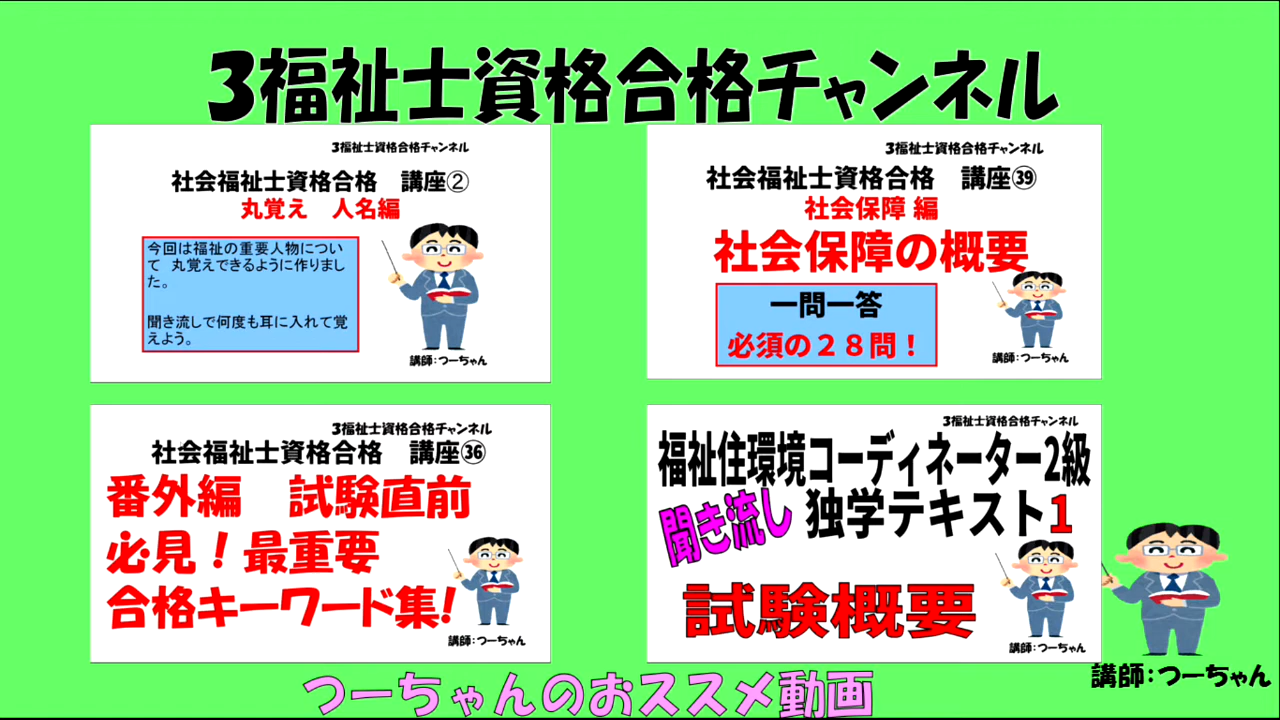 3福祉士資格合格チャンネル
3福祉士資格合格チャンネル
社会福祉士資格合格　講座②
丸覚え　人名編
今回は福祉の重要人物につい
て　丸覚えできるように作りまし
た。
聞き流しで何度も耳に入れて覚
えよう。
講師：つーちゃん
3福祉士資格合格チャンネル
社会福祉士資格合格　講座㊴
社会保障 編
社会保障の概要
一問一答
必須の２８問！
講師：つーちゃん
3福祉士資格合格チャンネル
社会福祉士資格合格　講座㊱
番外編　試験直前
必見！最重要
合格キーワード集!
講師：つーちゃん
3福祉士資格合格チャンネル
福祉住環境コーディネーター2級
聞き流し 独学テキスト1
試験概要
講師：つーちゃん
講師：つーちゃん
つーちゃんのおススメ動画